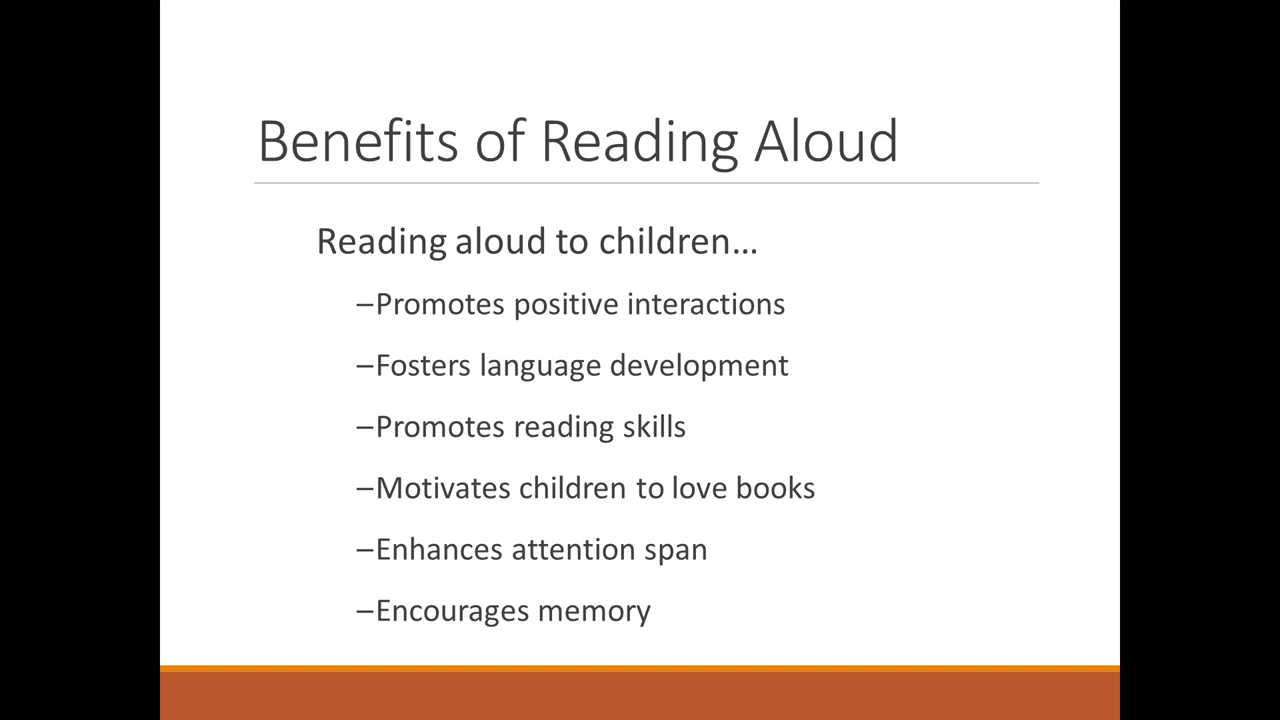 Benefits of Reading Aloud
Reading aloud to children…
–Promotes positive interactions
–Fosters language development
–Promotes reading skills
–Motivates children to love books
–Enhances attention span
–Encourages memory